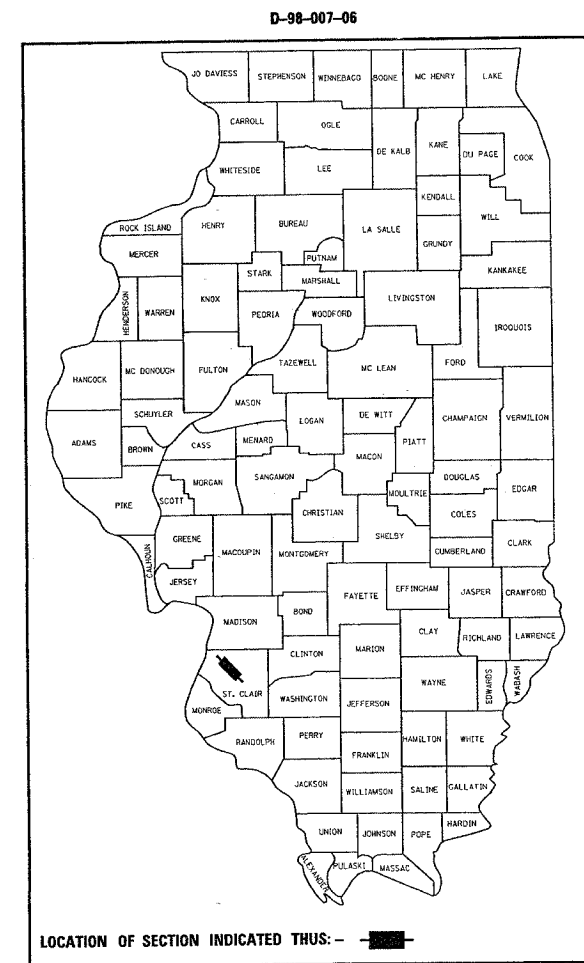 D-98-007-06
JO DAVIESS STEPHENSON WINNEBAGO BOONE MC HENRY LAKE
CARROLL OGLE DE KALB KANE DU PAGE COOK
WHITESIDE LEE
KENDALL
ROCK ISLAND HENRY BUREAU LA SALLE WILL
MERCER PUTNAM GRUNDY
STARK MARSHALL KANKAKEE
HENDERSON WARREN KNOX PEORIA WOODFORD LIVINGSTON IROQUOIS
HANCOCK MC DONOUGH FULTON TAZEWELL MC LEAN FORD
MASON
SCHUYLER LOGAN DE WITT CHAMPAIGN VERMILION
ADAMS BROWN CASS MENARD PIATT
MACON
MORGAN SANGAMON DOUGLAS
PIKE SCOTT CHRISTIAN MOULTRIE EDGAR
COLES
GREENE MACOUPIN MONTGOMERY SHELBY
CALHOUN CUMBERLAND CLARK
JERSEY FAYETTE EFFINGHAM JASPER CRAWFORD
MADISON BOND
CLAY RICHLAND LAWRENCE
CLINTON MARION
ST. CLAIR WAYNE EDWARDS WABASH
MONROE WASHINGTON JEFFERSON
RANDOLPH PERRY HAMILTON WHITE
FRANKLIN
JACKSON WILLIAMSON SALINE GALLATIN
UNION JOHNSON POPE HARDIN
ALEXANDER PULASKI MASSAC
LOCATION OF SECTION INDICATED THUS:-